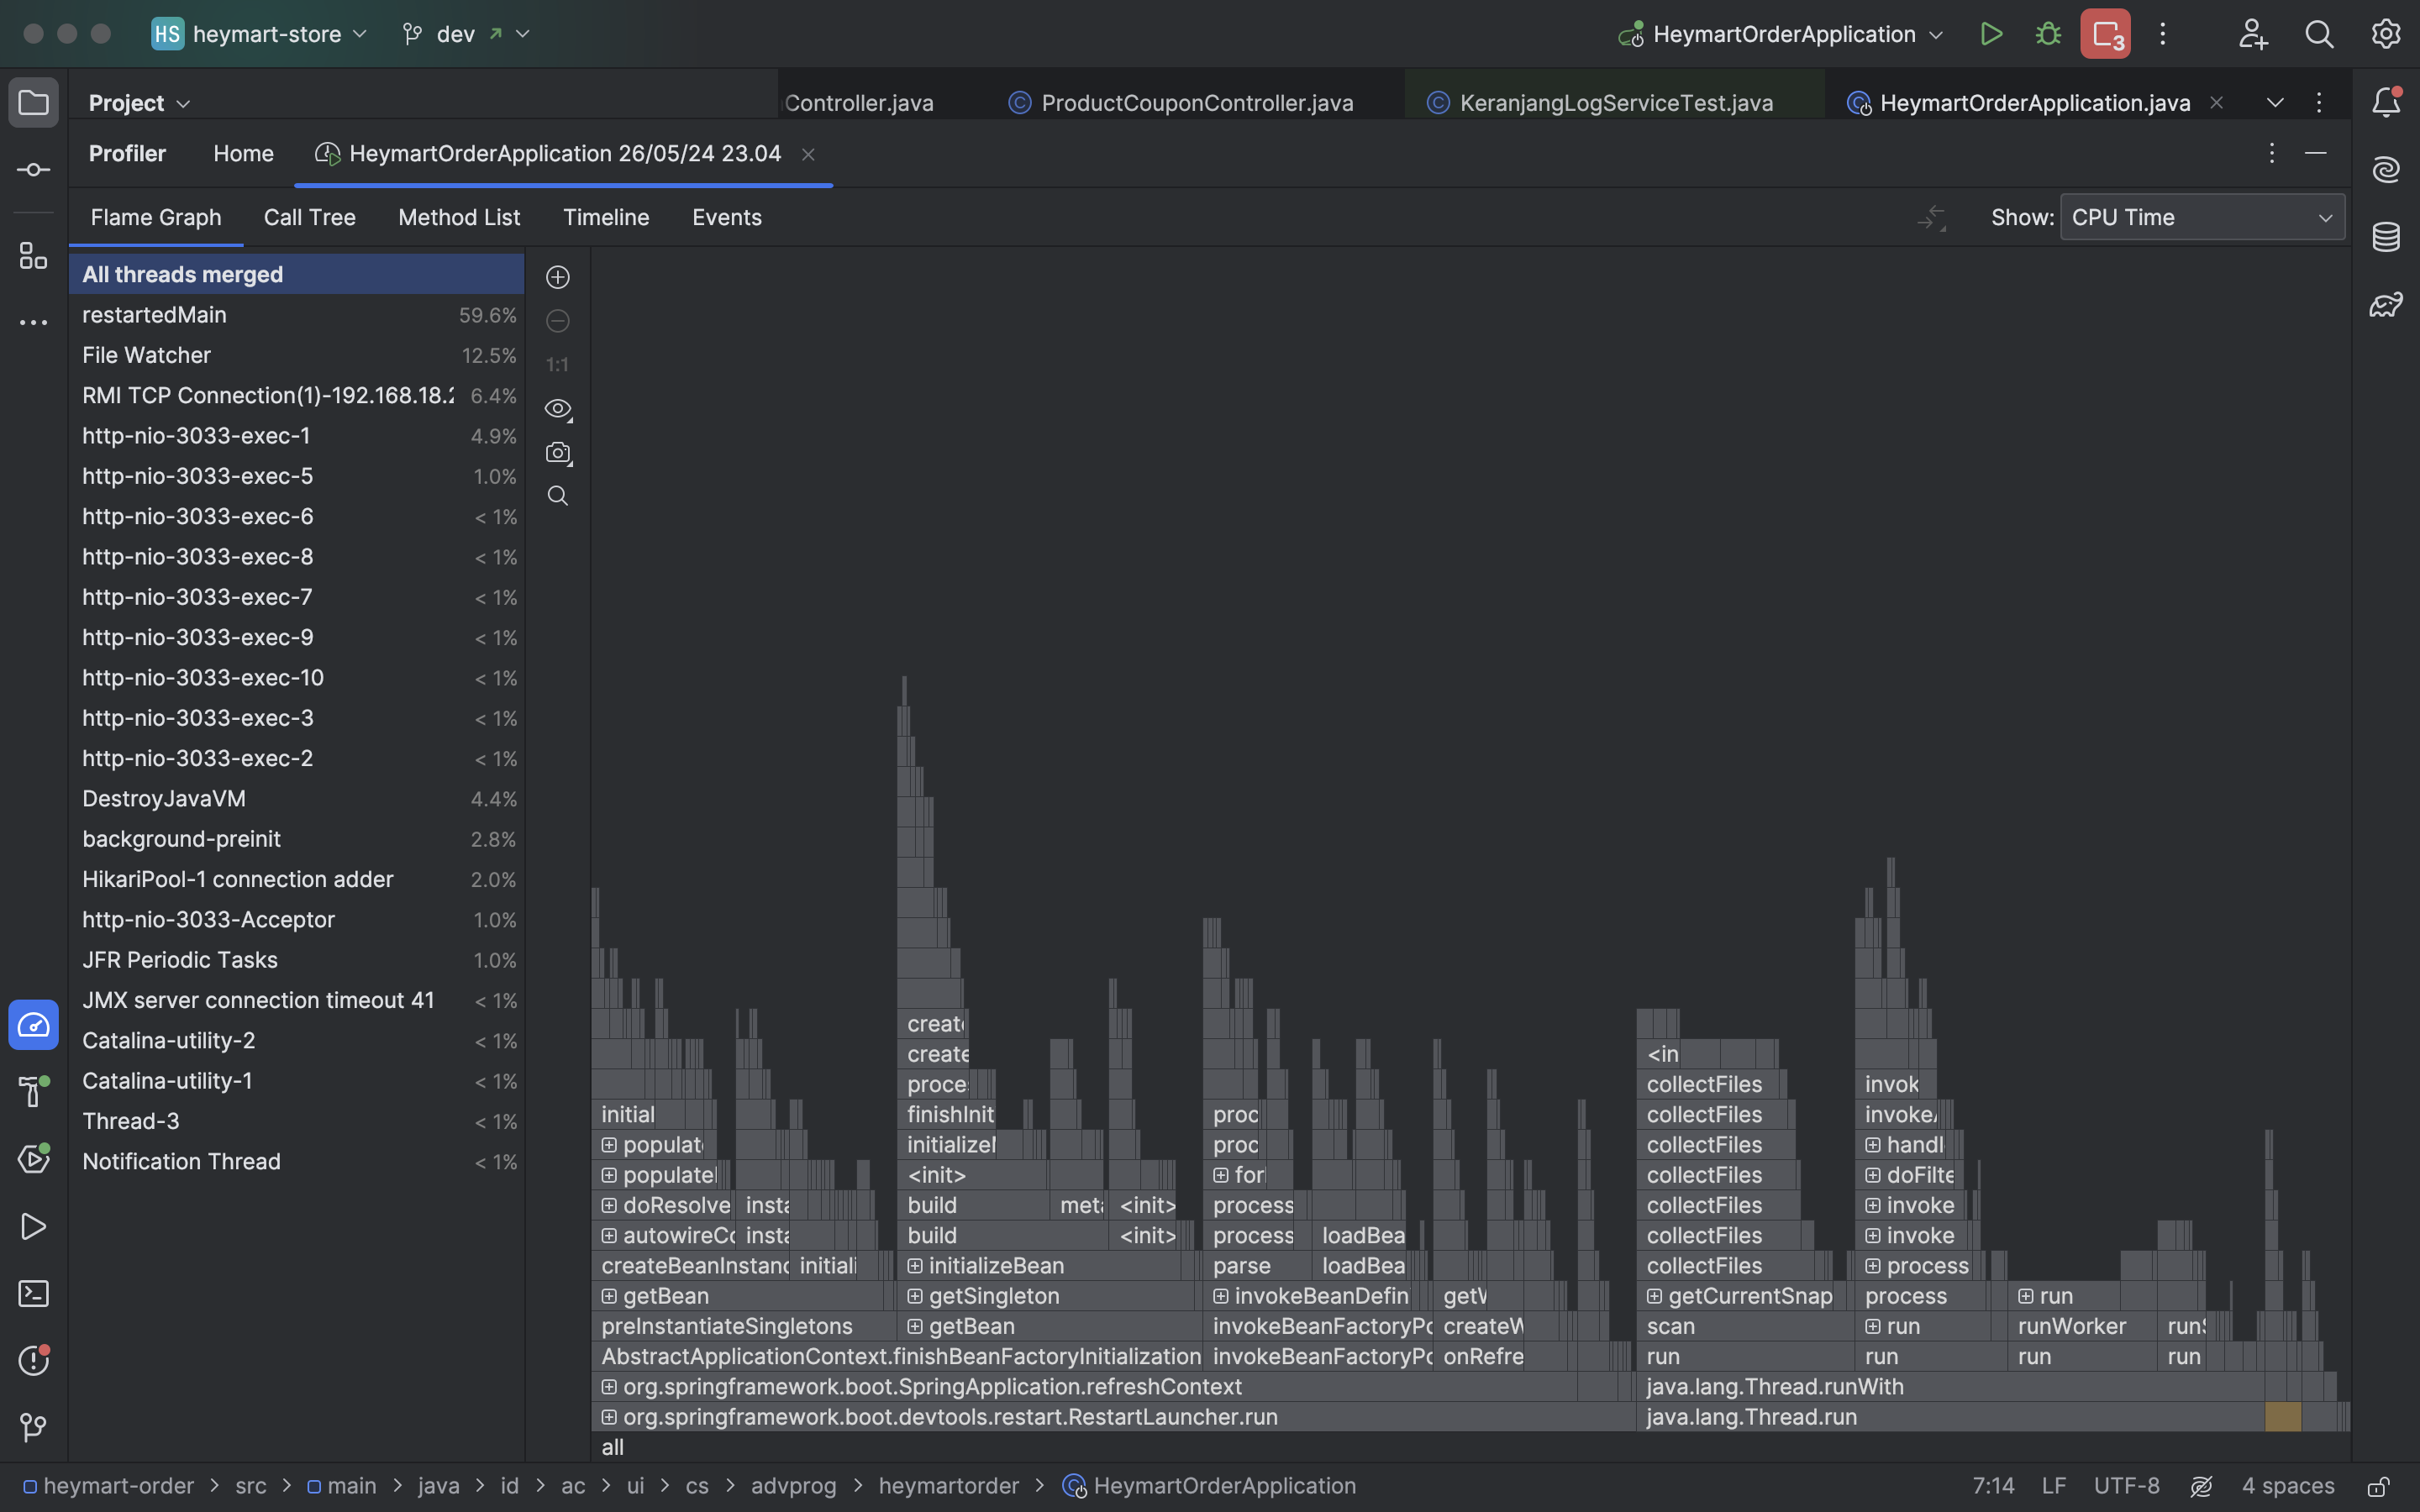 HS heymart-store dev HeymartOrderApplication 3
Project Controller.java ProductCouponController.java KeranjangLogServiceTest.java HeymartOrderApplication.java
Profiler Home HeymartOrderApplication 26/05/24 23.04
Flame Graph Call Tree Method List Timeline Events Show: CPU Time
All threads merged
restartedMain 59.6%
File Watcher 12.5%
RMI TCP Connection(1)-192.168.18. 6.4%
http-nio-3033-exec-1 4.9%
http-nio-3033-exec-5 1.0%
http-nio-3033-exec-6 < 1%
http-nio-3033-exec-8 < 1%
http-nio-3033-exec-7 < 1%
http-nio-3033-exec-9 < 1%
http-nio-3033-exec-10 < 1%
http-nio-3033-exec-3 < 1%
http-nio-3033-exec-2 < 1%
DestroyJavaVM 4.4%
background-preinit 2.8%
HikariPool-1 connection adder 2.0%
http-nio-3033-Acceptor 1.0%
JFR Periodic Tasks 1.0%
JMX server connection timeout 41 < 1%
Catalina-utility-2 < 1%
Catalina-utility-1 < 1%
Thread-3 < 1%
Notification Thread < 1%
1:1
creat
create <in
proce collectFiles invok
initial finishInit proc collectFiles invoke
populat initialize proc collectFiles handl
populate <init> for collectFiles doFilte
doResolve insta build meta <init> process collectFiles invoke
autowireCo insta build <init> process loadBea collectFiles invoke
createBeanInstanc initiali initializeBean parse loadBea collectFiles process
getBean getSingleton invokeBeanDefin get getCurrentSnap process run
preInstantiateSingletons getBean invokeBeanFactoryPo create scan run runWorker run
AbstractApplicationContext.finishBeanFactoryInitialization invokeBeanFactoryPo onRefre run run run run
org.springframework.boot.SpringApplication.refreshContext java.lang.Thread.runWith
org.springframework.boot.devtools.restart.RestartLauncher.run java.lang.Thread.run
all
heymart-order > src > main > java > id > ac > ui > cs > advprog > heymartorder > HeymartOrderApplication 7:14 LF UTF-8 4 spaces